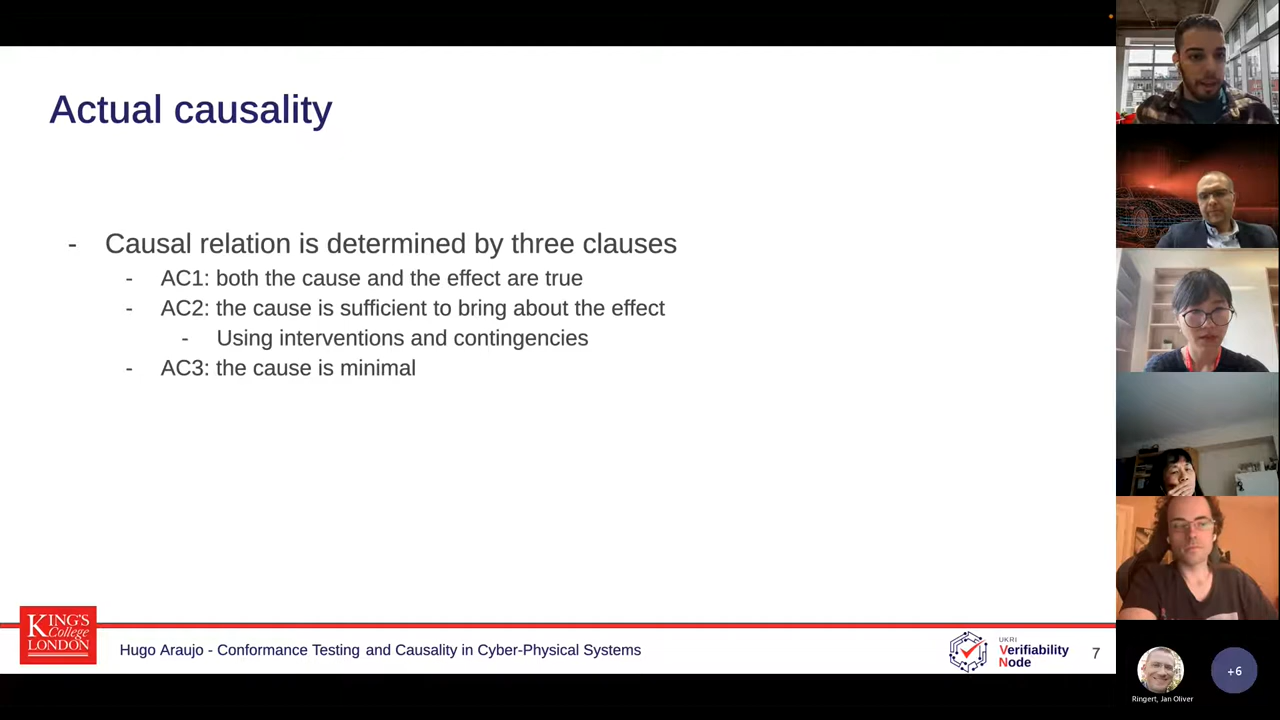 Actual causality
- Causal relation is determined by three clauses
- AC1: both the cause and the effect are true
- AC2: the cause is sufficient to bring about the effect
- Using interventions and contingencies
- AC3: the cause is minimal
KING'S
College
LONDON
Hugo Araujo - Conformance Testing and Causality in Cyber-Physical Systems
UKRI
Verifiability
Node
7
+6
Ringert, Jan Oliver